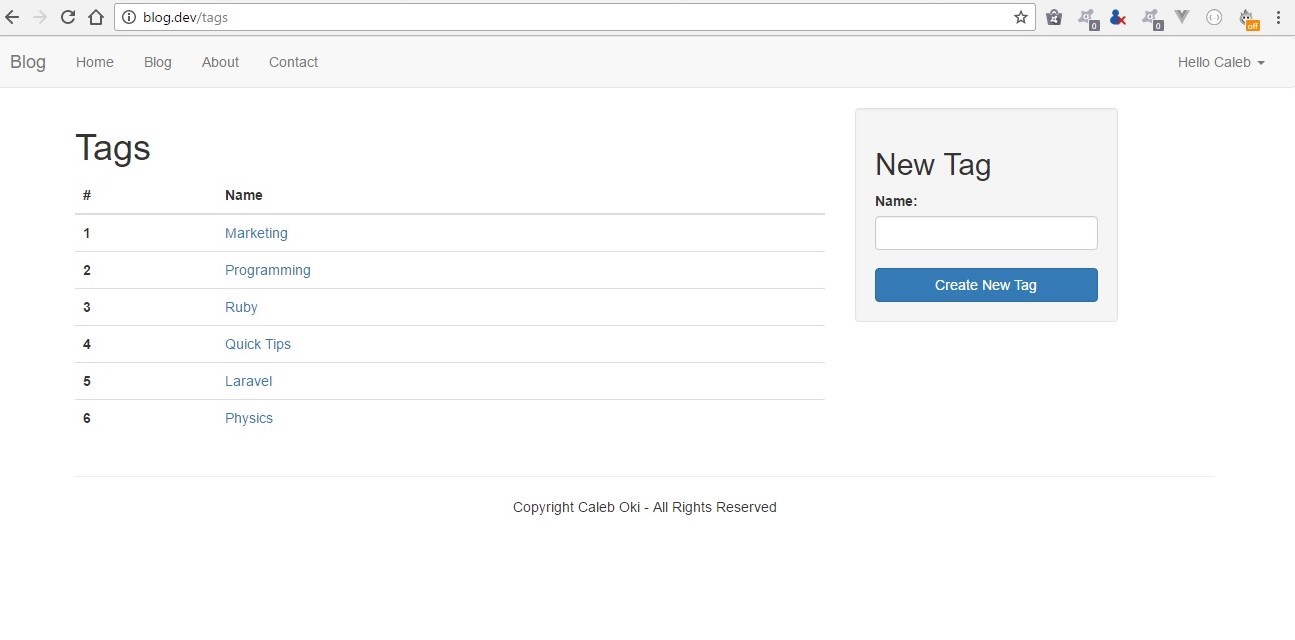 blog.dev/tags
0
0
off
Blog Home Blog About Contact Hello Caleb
Tags
# Name
1 Marketing
2 Programming
3 Ruby
4 Quick Tips
5 Laravel
6 Physics
New Tag
Name:
Create New Tag
Copyright Caleb Oki - All Rights Reserved